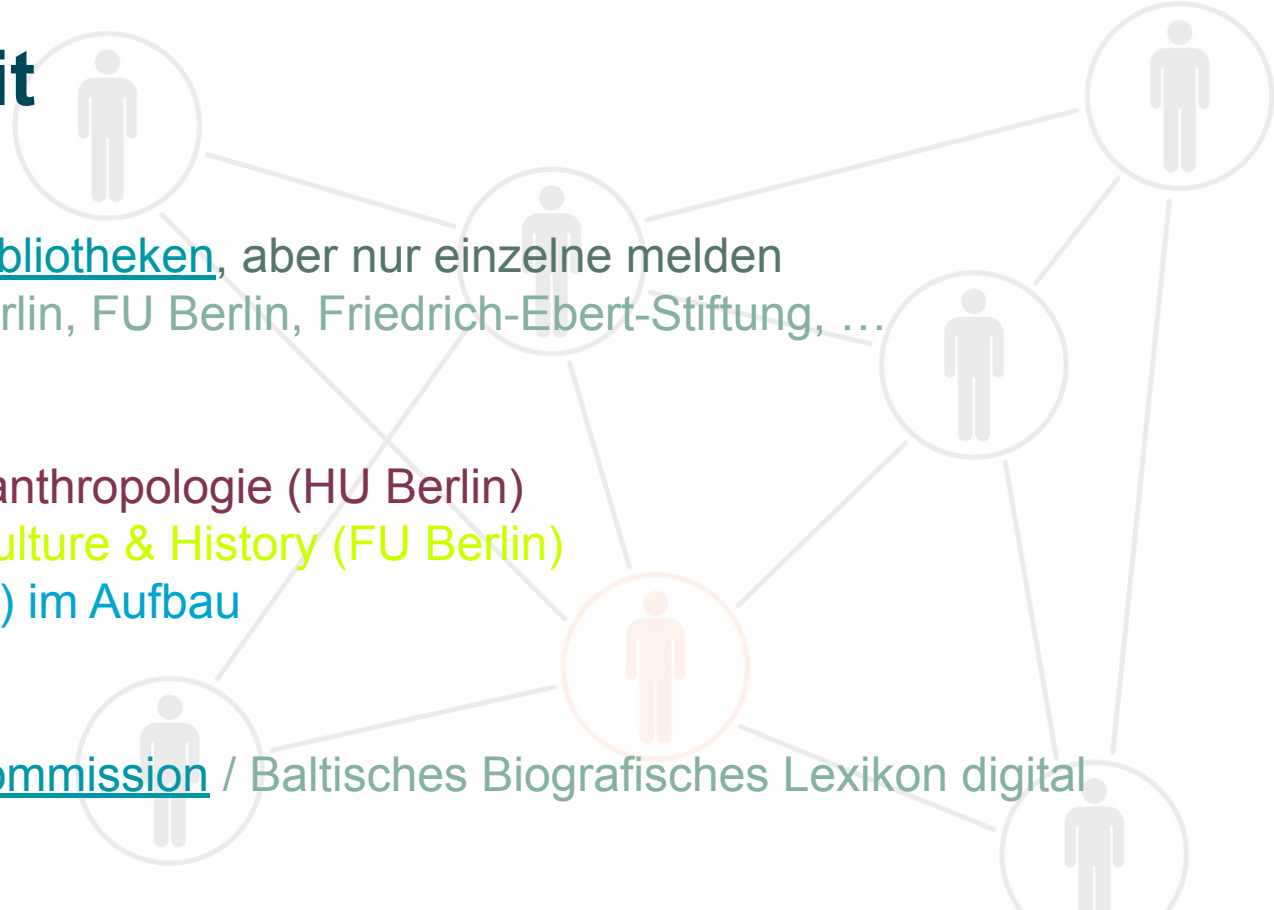 it
bliotheken, aber nur einzelne melden
rlin, FU Berlin, Friedrich-Ebert-Stiftung, …
anthropologie (HU Berlin)
ulture & History (FU Berlin)
) im Aufbau
ommission / Baltisches Biografisches Lexikon digital